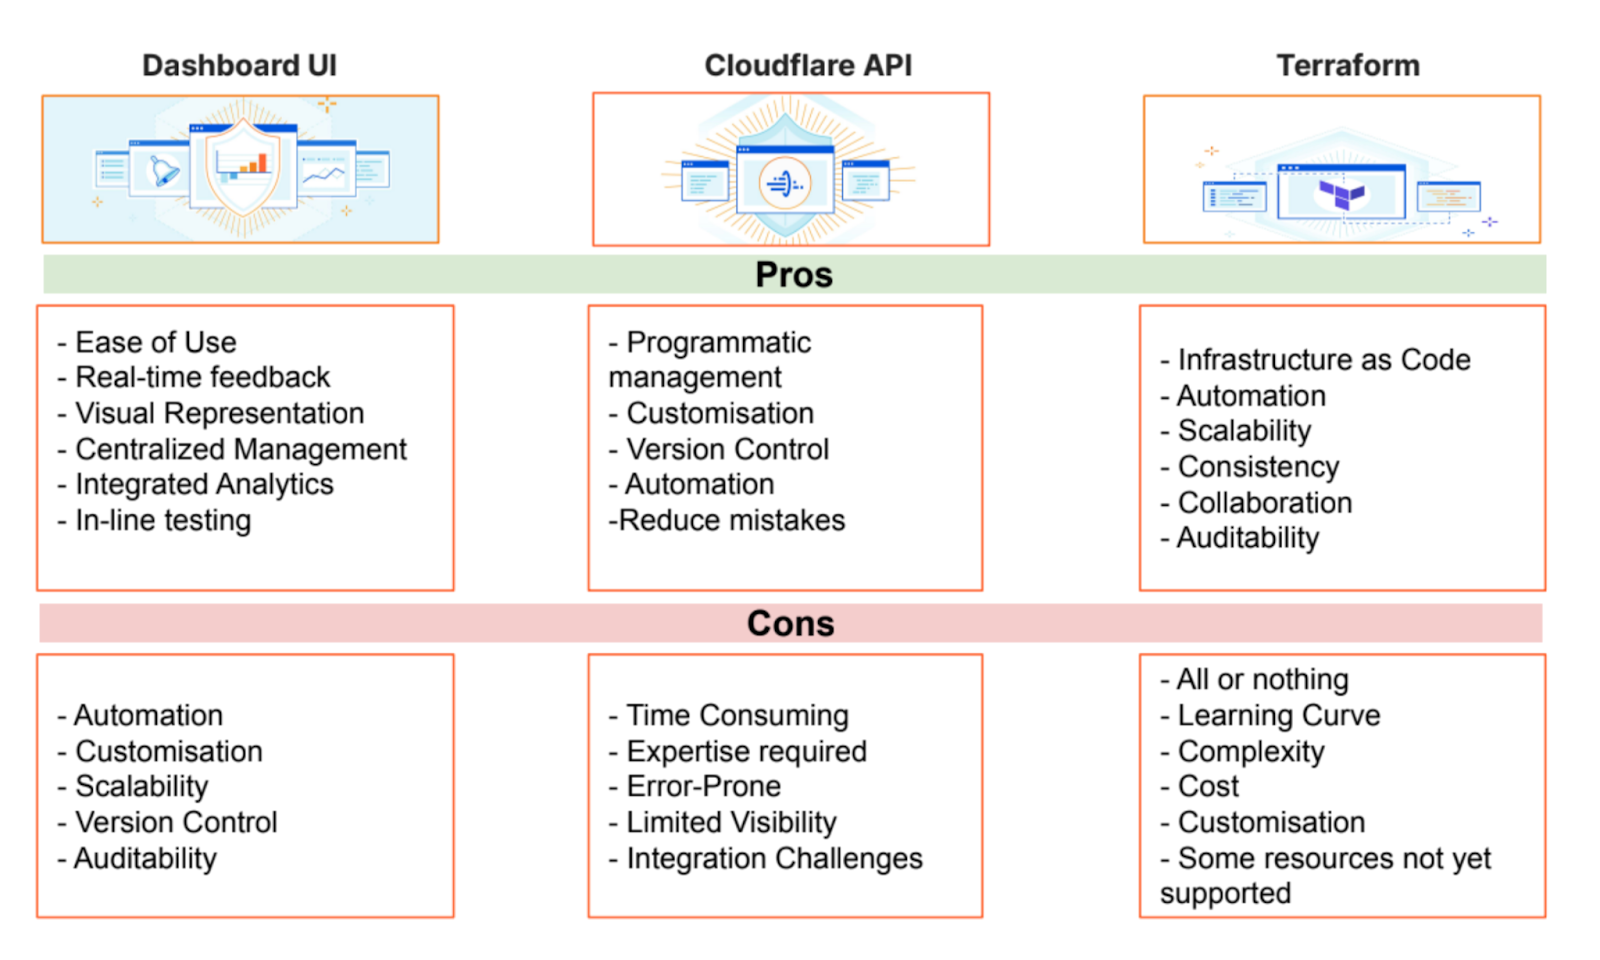 Dashboard UI
Cloudflare API
Terraform
Pros
- Ease of Use
- Real-time feedback
- Visual Representation
- Centralized Management
- Integrated Analytics
- In-line testing
- Programmatic
management
- Customisation
- Version Control
- Automation
-Reduce mistakes
- Infrastructure as Code
- Automation
- Scalability
- Consistency
- Collaboration
- Auditability
Cons
- Automation
- Customisation
- Scalability
- Version Control
- Auditability
- Time Consuming
- Expertise required
- Error-Prone
- Limited Visibility
- Integration Challenges
- All or nothing
- Learning Curve
- Complexity
- Cost
- Customisation
- Some resources not yet
supported